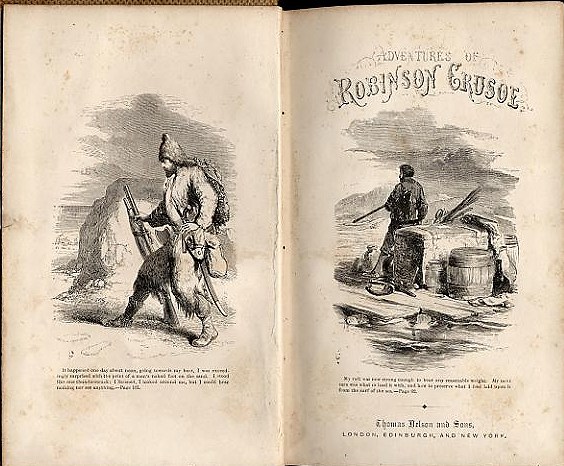 It happened one day about noon, going towards my boat, I was exceed-
ingly surprised with the print of a man's naked foot on the sand. I stood
like one thunderstruck; I listened, I looked around me, but I could hear
nothing nor see anything.—Page
ADVENTURES OF
ROBINSON CRUSOE
My raft was now strong enough to bear any reasonable weight. My next
care was what to load it with, and how to preserve what I laid upon it
from the surf of the sea.—Page
Thomas Nelson and Sons,
LONDON, EDINBURGH, AND NEW YORK.